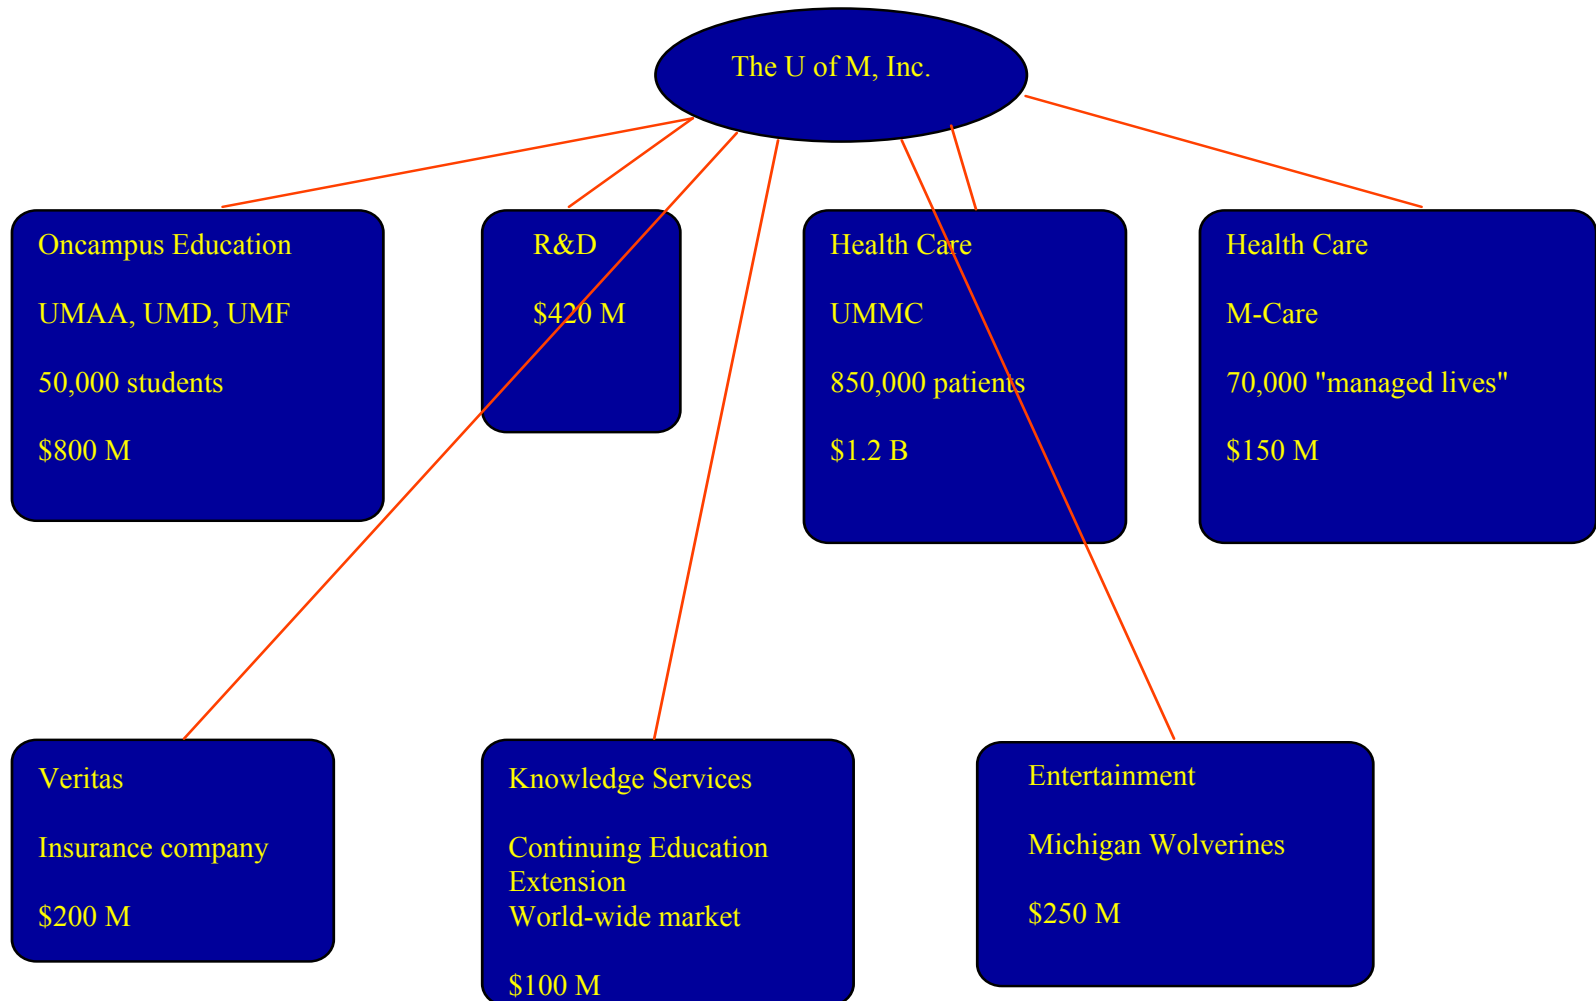 The U of M, Inc.
Oncampus Education
UMAA, UMD, UMF
50,000 students
$800 M
R&D
$420 M
Health Care
UMMC
850,000 patients
$1.2 B
Health Care
M-Care
70,000 "managed lives"
$150 M
Veritas
Insurance company
$200 M
Knowledge Services
Continuing Education
Extension
World-wide market
$100 M
Entertainment
Michigan Wolverines
$250 M